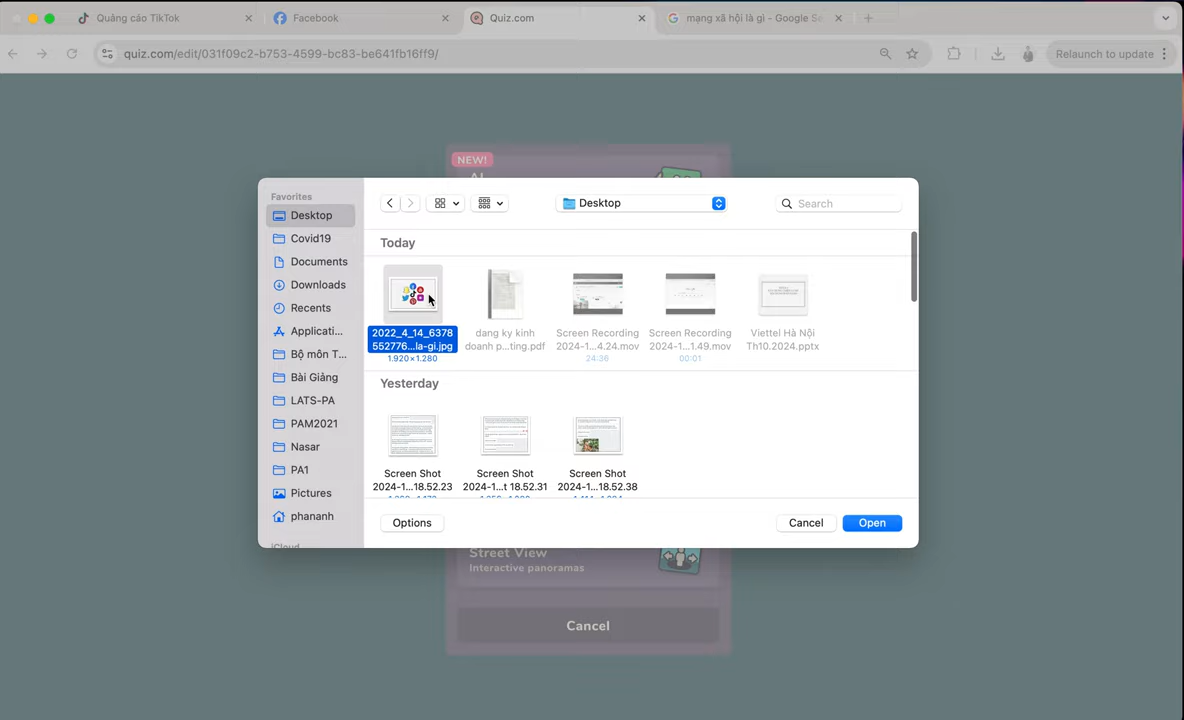 Quảng cáo TikTok
Facebook
Quiz.com
mạng xã hội là gì - Google Se
quiz.com/edit/031f09c2-b753-4599-bc83-be641fb16ff9/
Relaunch to update
NEW!
AI
Favorites
Desktop
Covid19
Documents
Downloads
Recents
Applicati...
Bộ môn T...
Bài Giảng
LATS-PA
PAM2021
Nasar
PA1
Pictures
phananh
iCloud
Desktop
Search
Today
2022_4_14_6378
552776...la-gi.jpg
1.920×1.280
dang ky kinh
doanh p...ting.pdf
Screen Recording
2024-1...4.24.mov
24:36
Screen Recording
2024-1...1.49.mov
00:01
Viettel Hà Nội
Th10.2024.pptx
Yesterday
Screen Shot
2024-1...18.52.23
Screen Shot
2024-1...t 18.52.31
Screen Shot
2024-1...18.52.38
Options
Cancel
Open
Street View
Interactive panoramas
Cancel